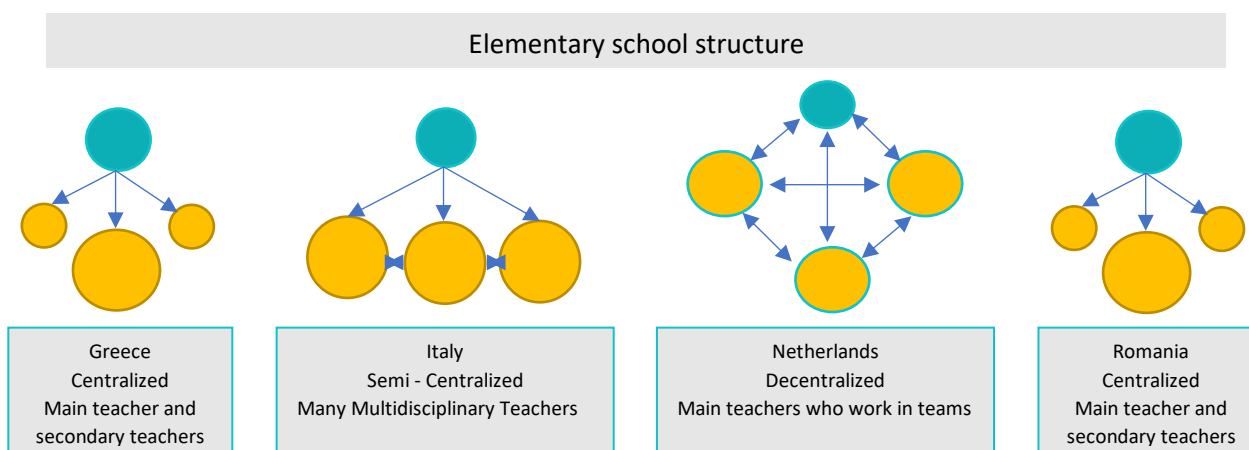 Elementary school structure
Greece
Centralized
Main teacher and
secondary teachers
Italy
Semi - Centralized
Many Multidisciplinary Teachers
Netherlands
Decentralized
Main teachers who work in teams
Romania
Centralized
Main teacher and
secondary teachers